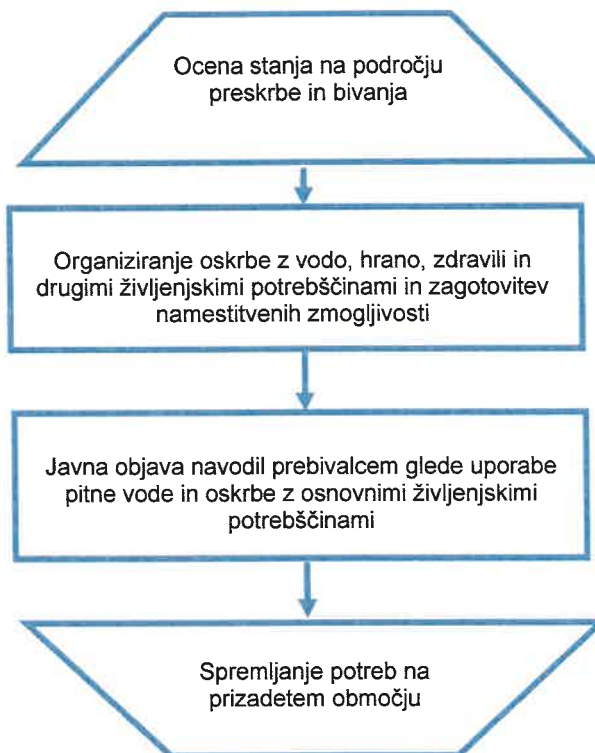 Ocena stanja na področju
preskrbe in bivanja
Organiziranje oskrbe z vodo, hrano, zdravili in
drugimi življenjskimi potrebščinami in zagotovitev
namestitvenih zmogljivosti
Javna objava navodil prebivalcem glede uporabe
pitne vode in oskrbe z osnovnimi življenjskimi
potrebščinami
Spremljanje potreb na
prizadetem območju